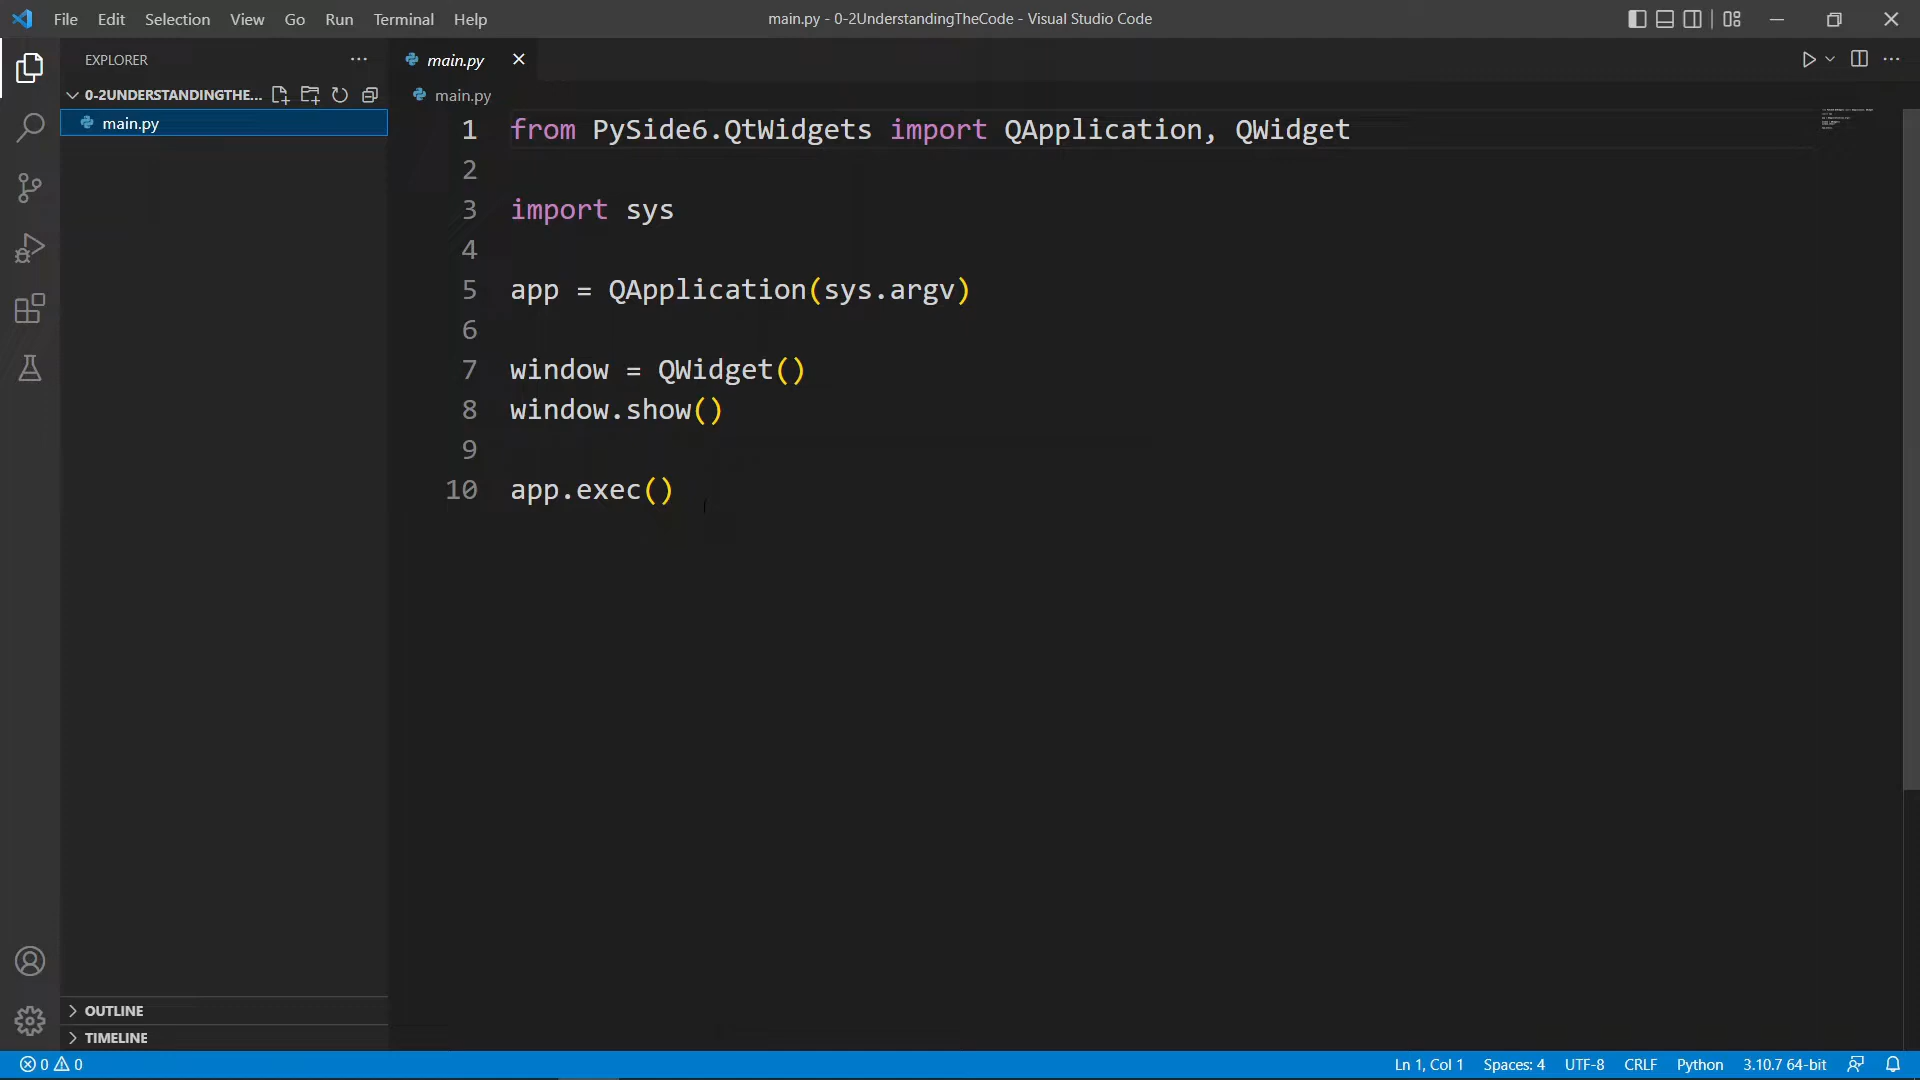 File Edit Selection View Go Run Terminal Help
main.py - 0-2UnderstandingTheCode - Visual Studio Code
EXPLORER
0-2UNDERSTANDINGTHE...
main.py
OUTLINE
TIMELINE
main.py
main.py
1 from PySide6.QtWidgets import QApplication, QWidget
2
3 import sys
4
5 app = QApplication(sys.argv)
6
7 window = QWidget()
8 window.show()
9
10 app.exec()
0 0
Ln 1, Col 1 Spaces: 4 UTF-8 CRLF Python 3.10.7 64-bit